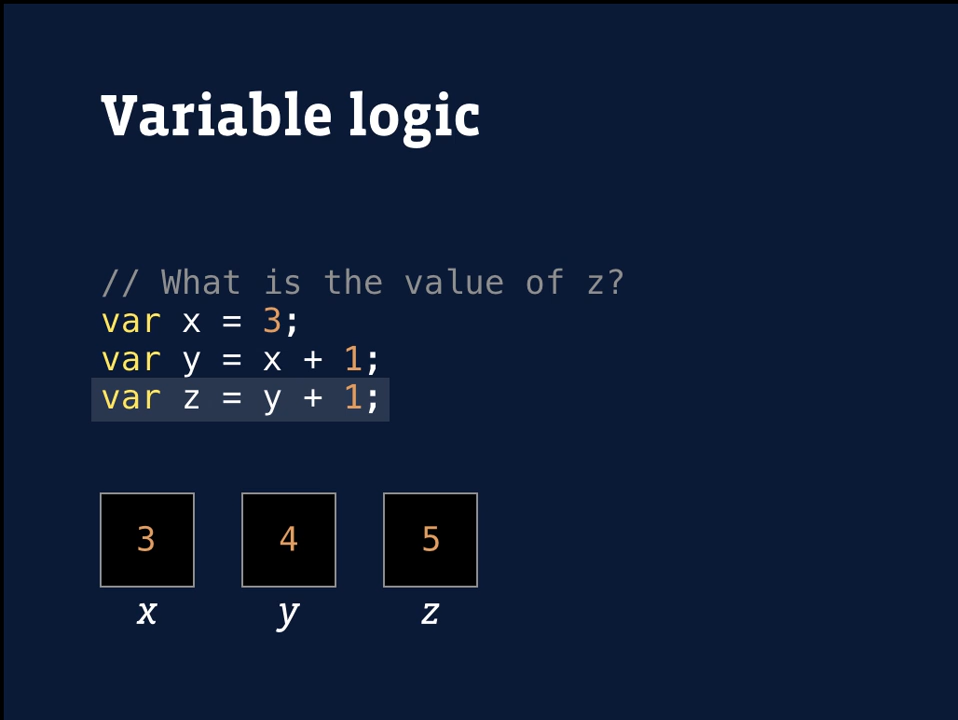 Variable logic
// What is the value of z?
var x = 3;
var y = x + 1;
var z = y + 1;
3 4 5
x y z